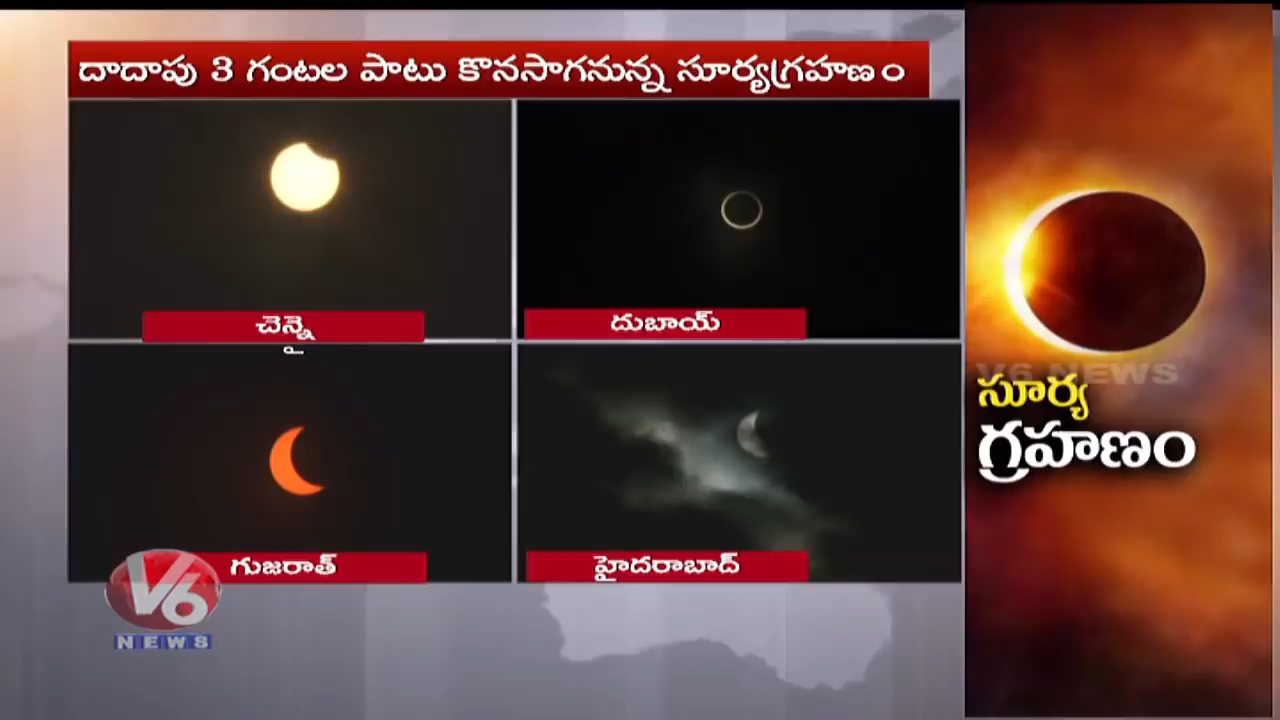 దాదాపు 3 గంటల పాటు కొనసాగనున్న సూర్యగ్రహణం
చెన్నై
దుబాయ్
గుజరాత్
హైదరాబాద్
V6 NEWS
సూర్య
గ్రహణం
V6
NEWS